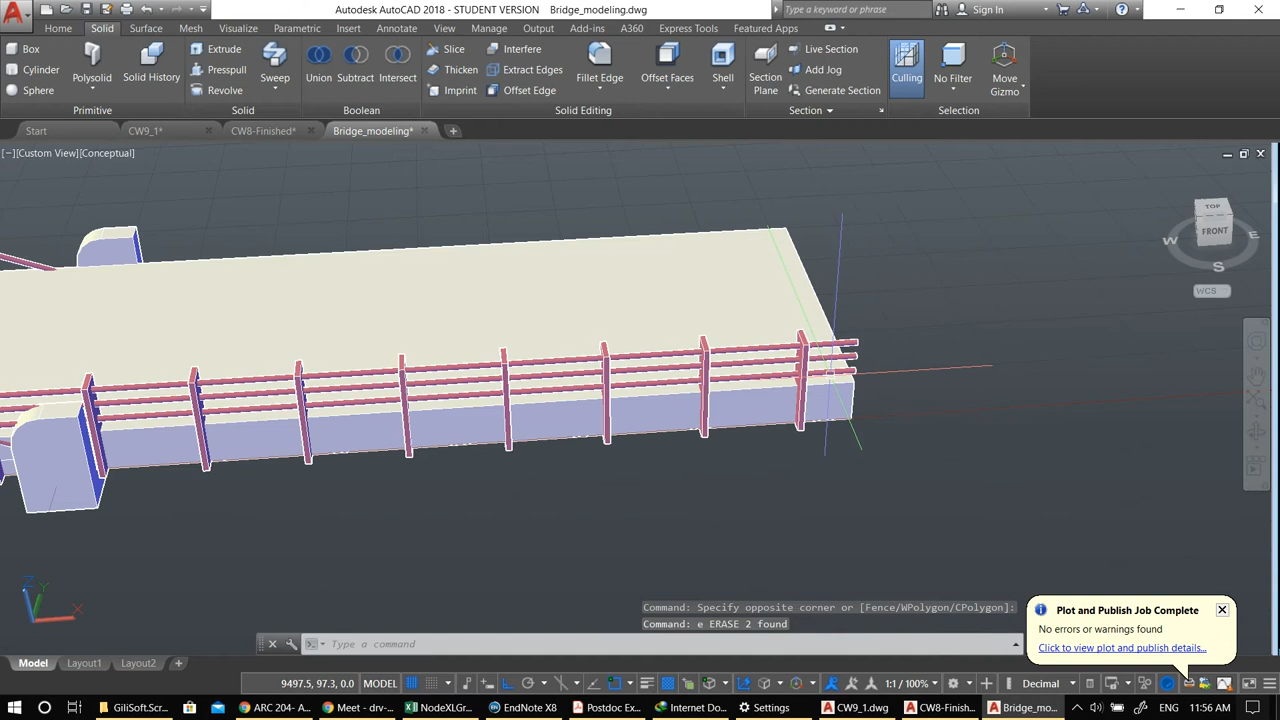 Autodesk AutoCAD 2018 - STUDENT VERSION Bridge_modeling.dwg
Type a keyword or phrase
Sign In
Home Solid Surface Mesh Visualize Parametric Insert Annotate View Manage Output Add-ins A360 Express Tools Featured Apps
Box
Cylinder
Sphere
Polysolid
Solid History
Primitive
Extrude
Presspull
Revolve
Sweep
Solid
Union
Subtract
Intersect
Boolean
Slice
Thicken
Imprint
Interfere
Extract Edges
Offset Edge
Fillet Edge
Offset Faces
Shell
Solid Editing
Section
Plane
Live Section
Add Jog
Generate Section
Section
Culling
No Filter
Move
Gizmo
Selection
Start CW9_1* CW8-Finished* Bridge_modeling*
[−][Custom View][Conceptual]
TOP
FRONT
W
E
S
WCS
Z
Y
X
Command: Specify opposite corner or [Fence/WPolygon/CPolygon]:
Command: e ERASE 2 found
Type a command
Plot and Publish Job Complete
No errors or warnings found
Click to view plot and publish details...
Model Layout1 Layout2
9497.5, 97.3, 0.0 MODEL
1:1 / 100%
Decimal
GiliSoft.Scr...
ARC 204- A...
Meet - drv-...
NodeXLGr...
EndNote X8
Postdoc Ex...
Internet Do...
Settings
CW9_1.dwg
CW8-Finish...
Bridge_mo...
ENG
11:56 AM